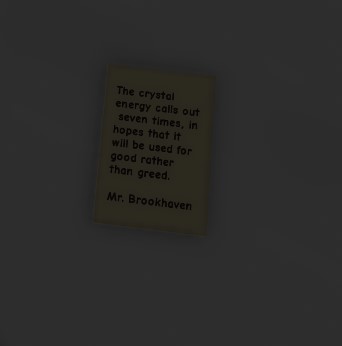 The crystal
energy calls out
seven times, in
hopes that it
will be used for
good rather
than greed.
Mr. Brookhaven